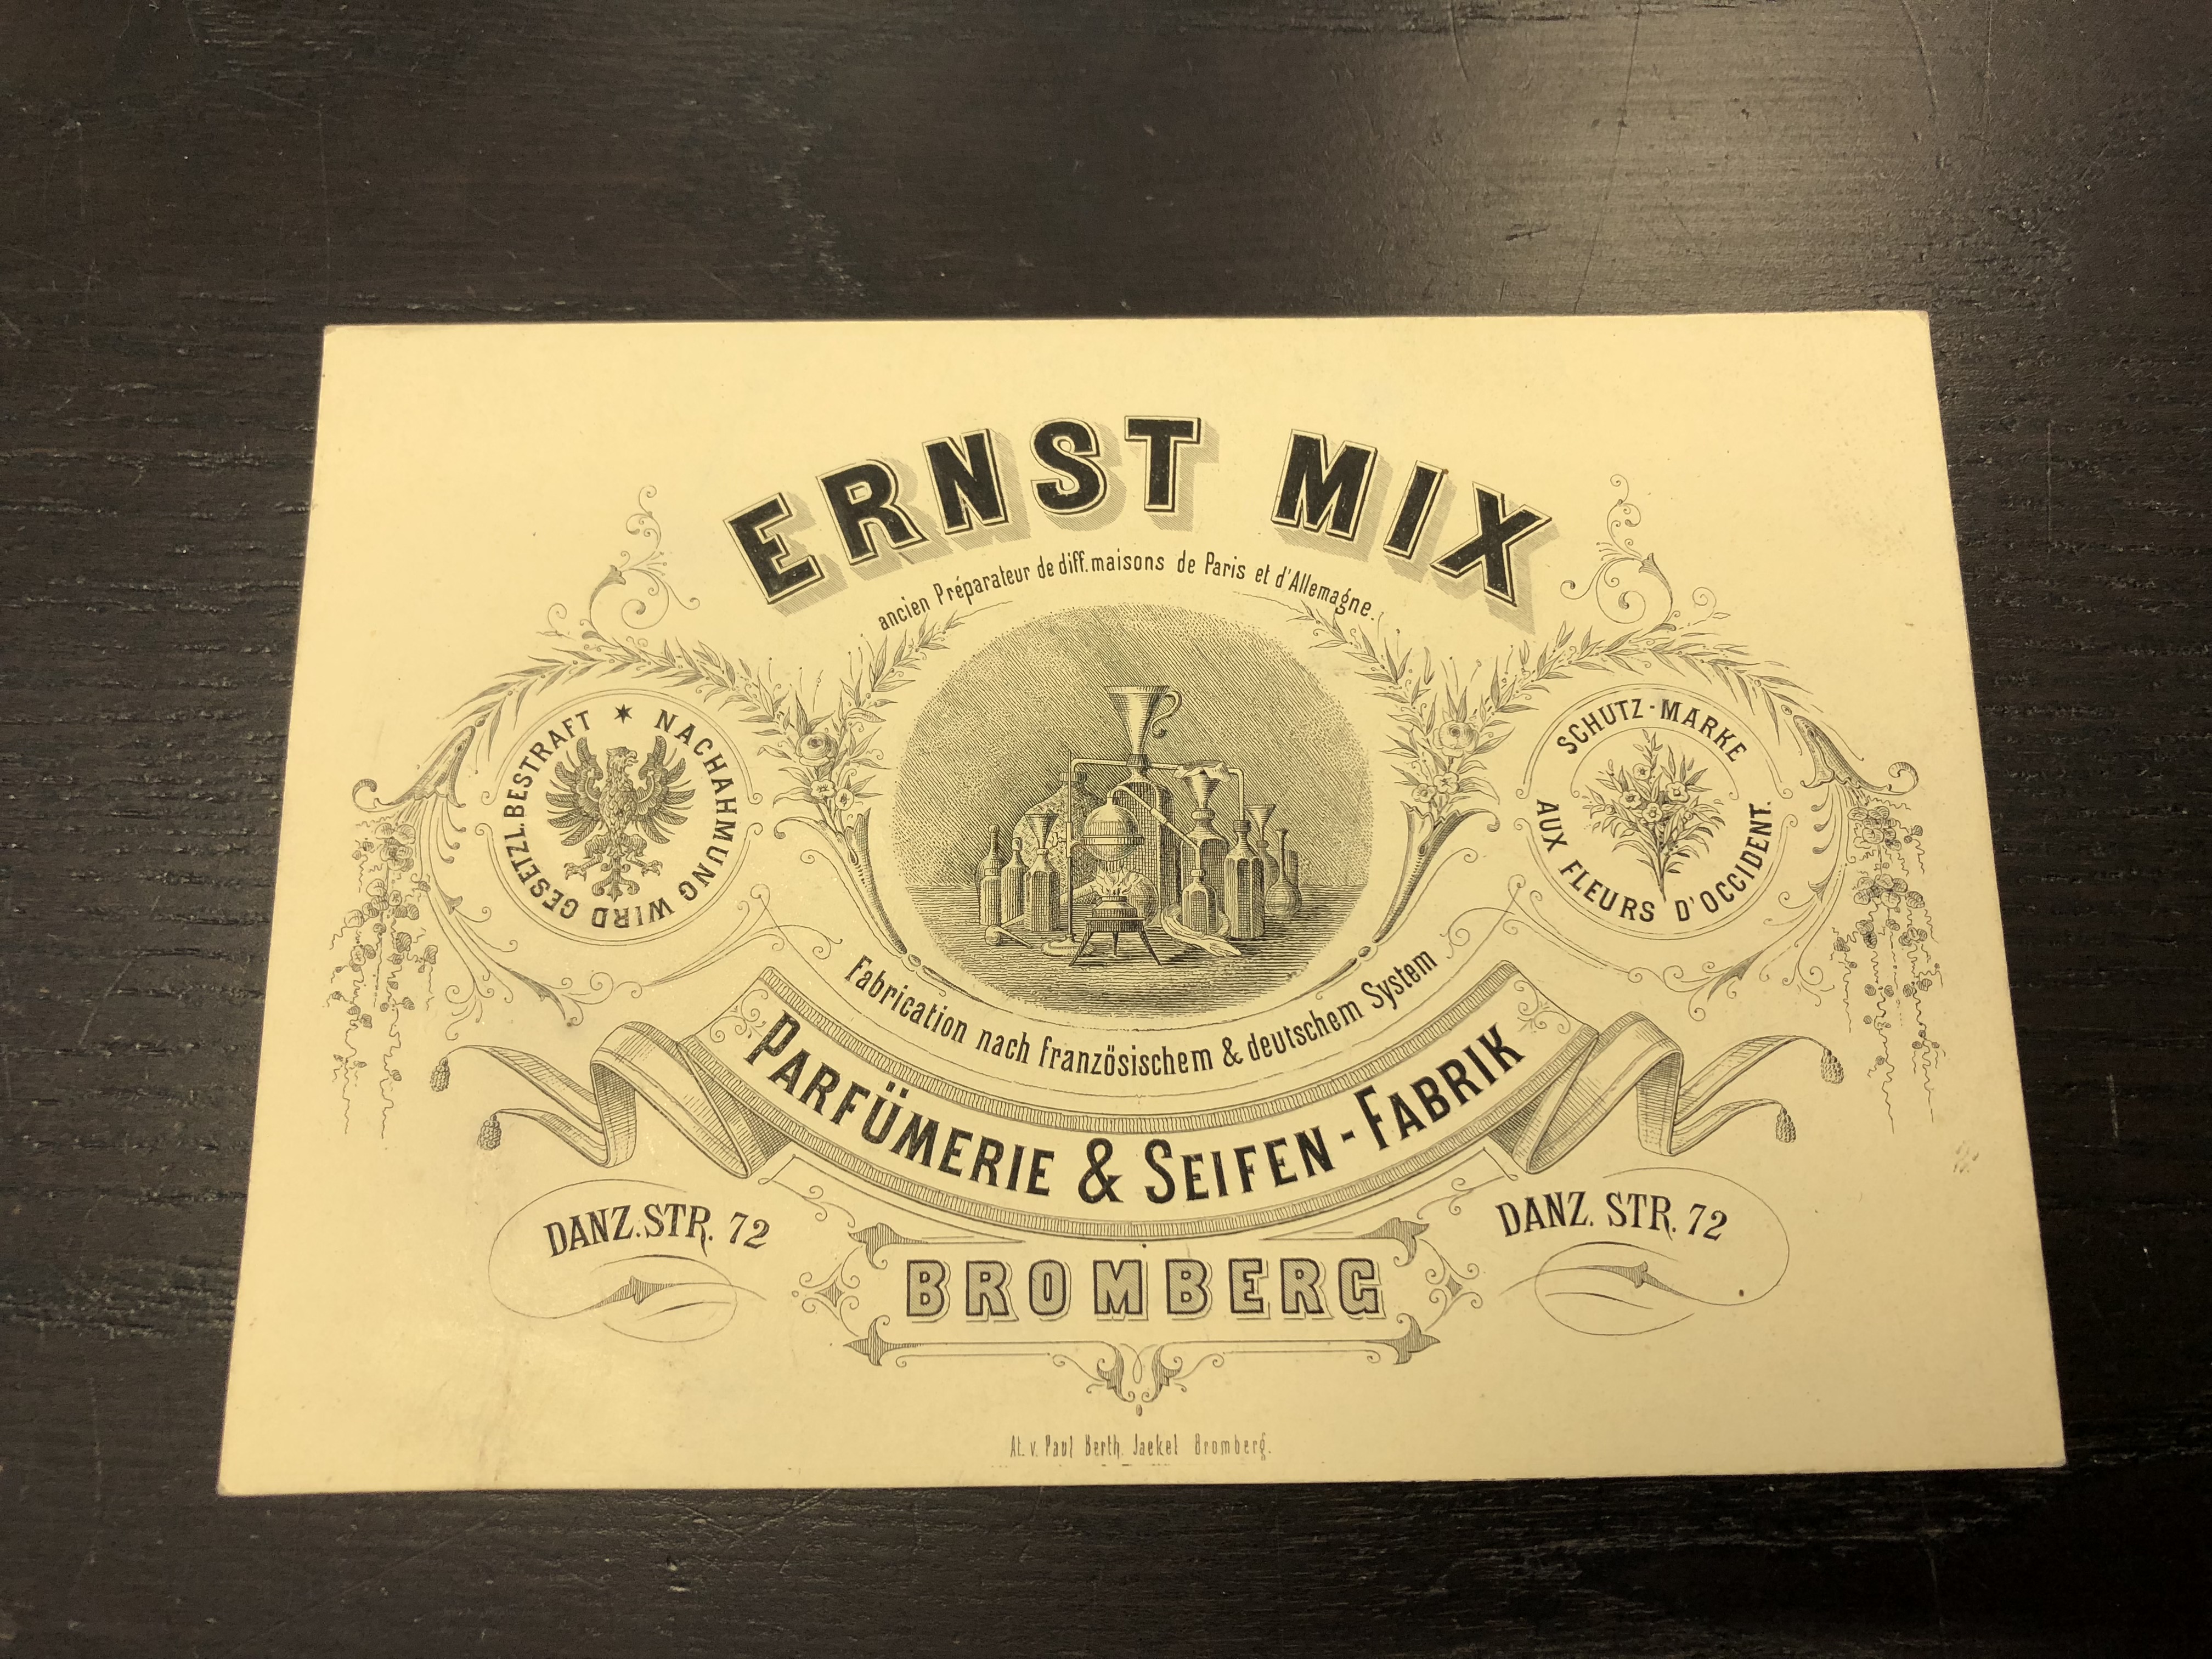 ERNST MIX
ancien Préparateur de diff. maisons de Paris et d'Allemagne.
NACHAHMUNG WIRD GESETZL. BESTRAFT
SCHUTZ-MARKE
AUX FLEURS D'OCCIDENT.
Fabrication nach französischem & deutschem System
PARFÜMERIE & SEIFEN-FABRIK
DANZ. STR. 72
DANZ. STR. 72
BROMBERG
At. v. Paul Berth. Jaekel Bromberg.